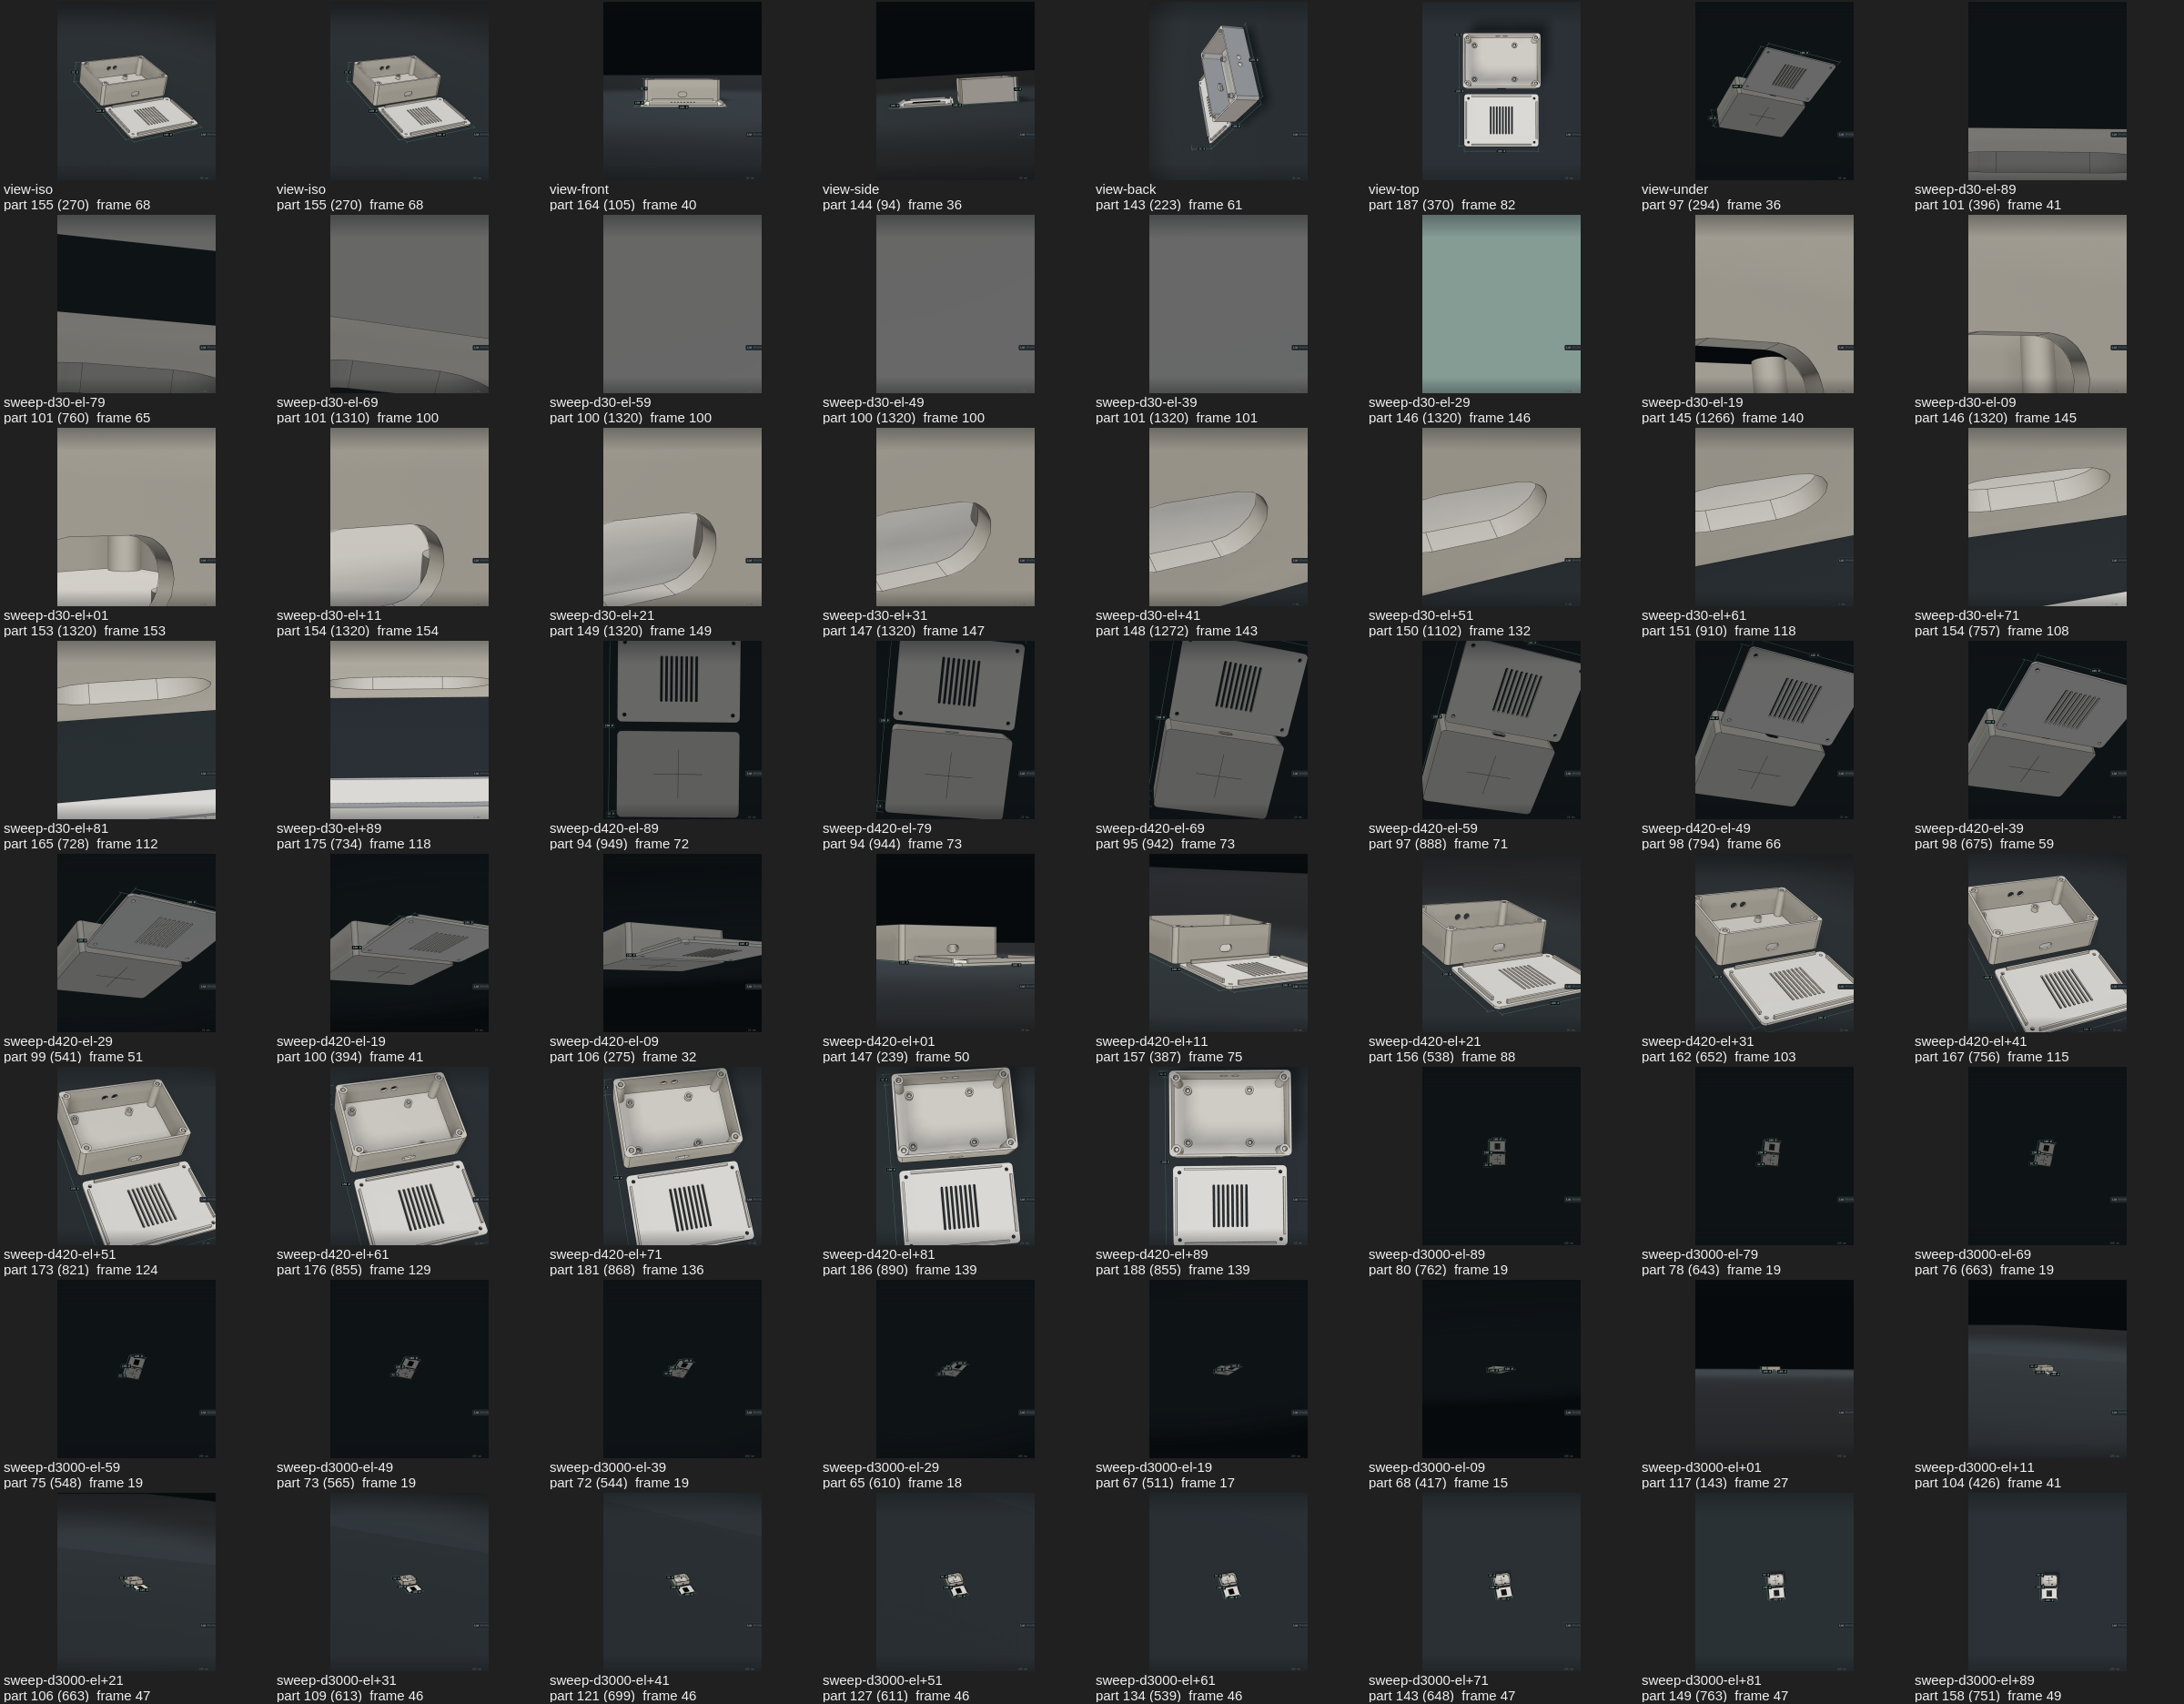 view-iso
part 155 (270) frame 68
view-iso
part 155 (270) frame 68
view-front
part 164 (105) frame 40
view-side
part 144 (94) frame 36
view-back
part 143 (223) frame 61
view-top
part 187 (370) frame 82
view-under
part 97 (294) frame 36
sweep-d30-el-89
part 101 (396) frame 41
sweep-d30-el-79
part 101 (760) frame 65
sweep-d30-el-69
part 101 (1310) frame 100
sweep-d30-el-59
part 100 (1320) frame 100
sweep-d30-el-49
part 100 (1320) frame 100
sweep-d30-el-39
part 101 (1320) frame 101
sweep-d30-el-29
part 146 (1320) frame 146
sweep-d30-el-19
part 145 (1266) frame 140
sweep-d30-el-09
part 146 (1320) frame 145
sweep-d30-el+01
part 153 (1320) frame 153
sweep-d30-el+11
part 154 (1320) frame 154
sweep-d30-el+21
part 149 (1320) frame 149
sweep-d30-el+31
part 147 (1320) frame 147
sweep-d30-el+41
part 148 (1272) frame 143
sweep-d30-el+51
part 150 (1102) frame 132
sweep-d30-el+61
part 151 (910) frame 118
sweep-d30-el+71
part 154 (757) frame 108
sweep-d30-el+81
part 165 (728) frame 112
sweep-d30-el+89
part 175 (734) frame 118
sweep-d420-el-89
part 94 (949) frame 72
sweep-d420-el-79
part 94 (944) frame 73
sweep-d420-el-69
part 95 (942) frame 73
sweep-d420-el-59
part 97 (888) frame 71
sweep-d420-el-49
part 98 (794) frame 66
sweep-d420-el-39
part 98 (675) frame 59
sweep-d420-el-29
part 99 (541) frame 51
sweep-d420-el-19
part 100 (394) frame 41
sweep-d420-el-09
part 106 (275) frame 32
sweep-d420-el+01
part 147 (239) frame 50
sweep-d420-el+11
part 157 (387) frame 75
sweep-d420-el+21
part 156 (538) frame 88
sweep-d420-el+31
part 162 (652) frame 103
sweep-d420-el+41
part 167 (756) frame 115
sweep-d420-el+51
part 173 (821) frame 124
sweep-d420-el+61
part 176 (855) frame 129
sweep-d420-el+71
part 181 (868) frame 136
sweep-d420-el+81
part 186 (890) frame 139
sweep-d420-el+89
part 188 (855) frame 139
sweep-d3000-el-89
part 80 (762) frame 19
sweep-d3000-el-79
part 78 (643) frame 19
sweep-d3000-el-69
part 76 (663) frame 19
sweep-d3000-el-59
part 75 (548) frame 19
sweep-d3000-el-49
part 73 (565) frame 19
sweep-d3000-el-39
part 72 (544) frame 19
sweep-d3000-el-29
part 65 (610) frame 18
sweep-d3000-el-19
part 67 (511) frame 17
sweep-d3000-el-09
part 68 (417) frame 15
sweep-d3000-el+01
part 117 (143) frame 27
sweep-d3000-el+11
part 104 (426) frame 41
sweep-d3000-el+21
part 106 (663) frame 47
sweep-d3000-el+31
part 109 (613) frame 46
sweep-d3000-el+41
part 121 (699) frame 46
sweep-d3000-el+51
part 127 (611) frame 46
sweep-d3000-el+61
part 134 (539) frame 46
sweep-d3000-el+71
part 143 (648) frame 47
sweep-d3000-el+81
part 149 (763) frame 47
sweep-d3000-el+89
part 158 (751) frame 49